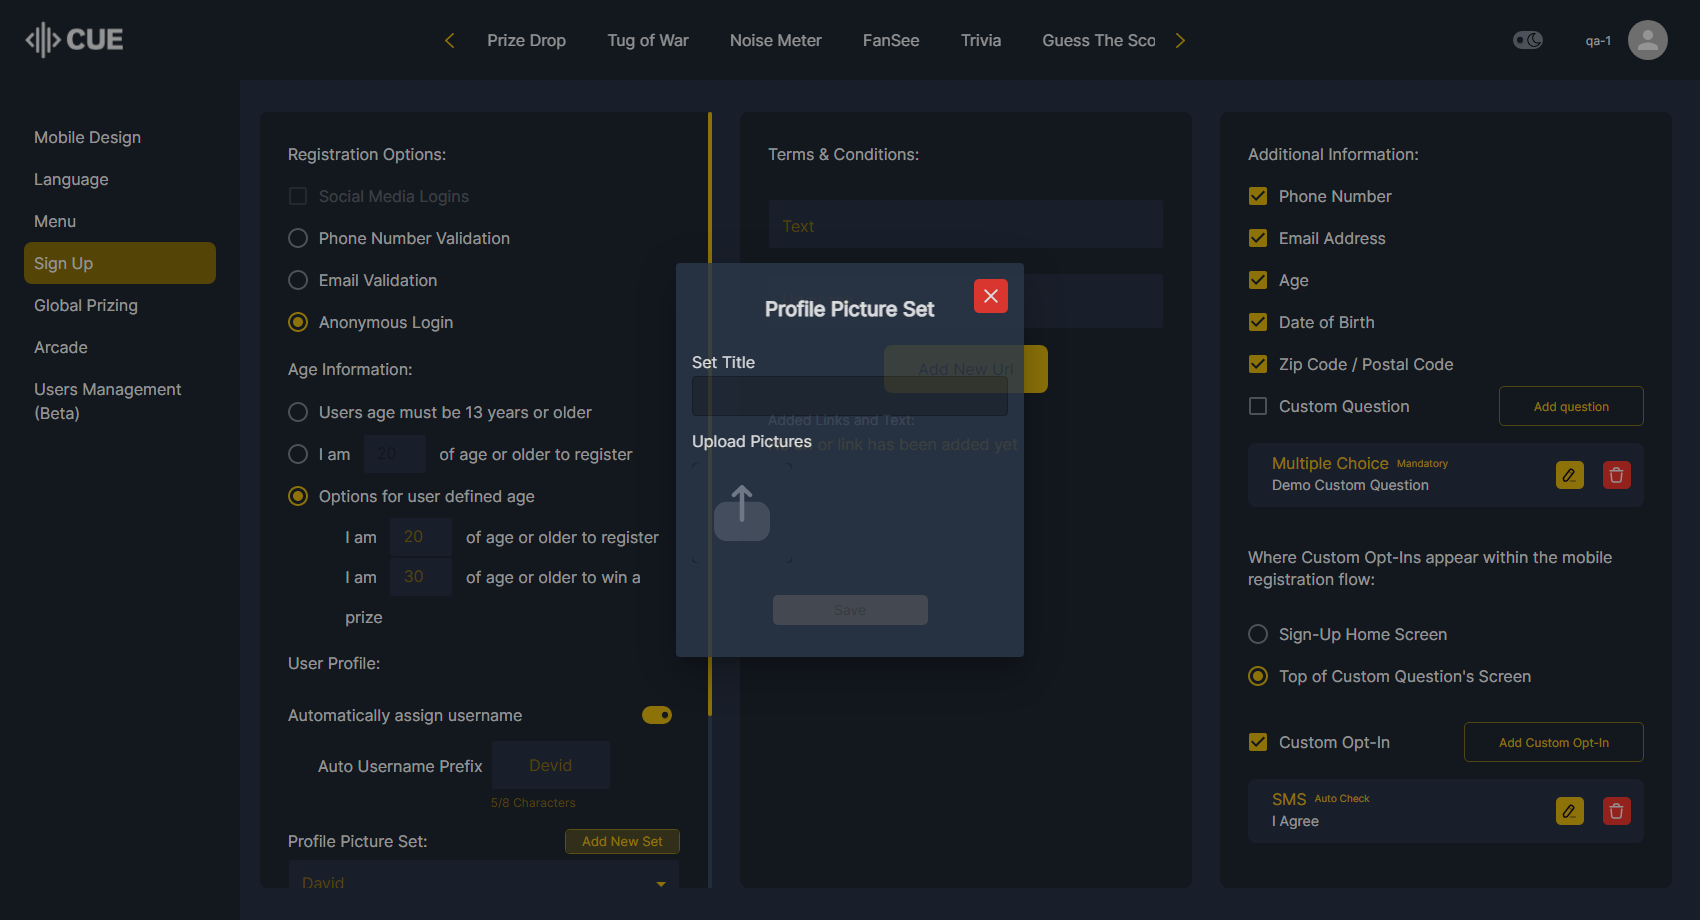 CUE
Prize Drop
Tug of War
Noise Meter
FanSee
Trivia
Guess The Sco
qa-1
Mobile Design
Language
Menu
Sign Up
Global Prizing
Arcade
Users Management
(Beta)
Registration Options:
Social Media Logins
Phone Number Validation
Email Validation
Anonymous Login
Age Information:
Users age must be 13 years or older
I am 20 of age or older to register
Options for user defined age
I am 20 of age or older to register
I am 30 of age or older to win a
prize
User Profile:
Automatically assign username
Auto Username Prefix Devid
5/8 Characters
Profile Picture Set:
Add New Set
David
Terms & Conditions:
Text
Add New Url
Added Links and Text:
or link has been added yet
Profile Picture Set
Set Title
Upload Pictures
Save
Additional Information:
Phone Number
Email Address
Age
Date of Birth
Zip Code / Postal Code
Custom Question
Add question
Multiple Choice Mandatory
Demo Custom Question
Where Custom Opt-Ins appear within the mobile
registration flow:
Sign-Up Home Screen
Top of Custom Question's Screen
Custom Opt-In
Add Custom Opt-In
SMS Auto Check
I Agree